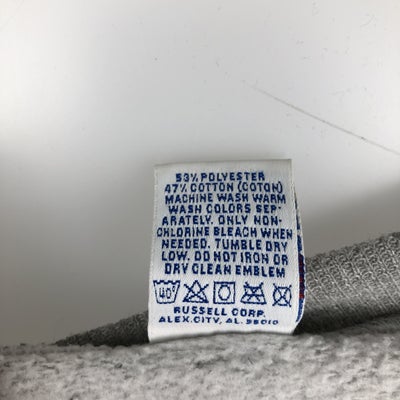 53% POLYESTER
47% COTTON (COTON)
MACHINE WASH WARM
WASH COLORS SEP-
ARATELY. ONLY NON-
CHLORINE BLEACH WHEN
NEEDED. TUMBLE DRY
LOW. DO NOT IRON OR
DRY CLEAN EMBLEM
40°
RUSSELL CORP.
ALEX.CITY, AL. 35010